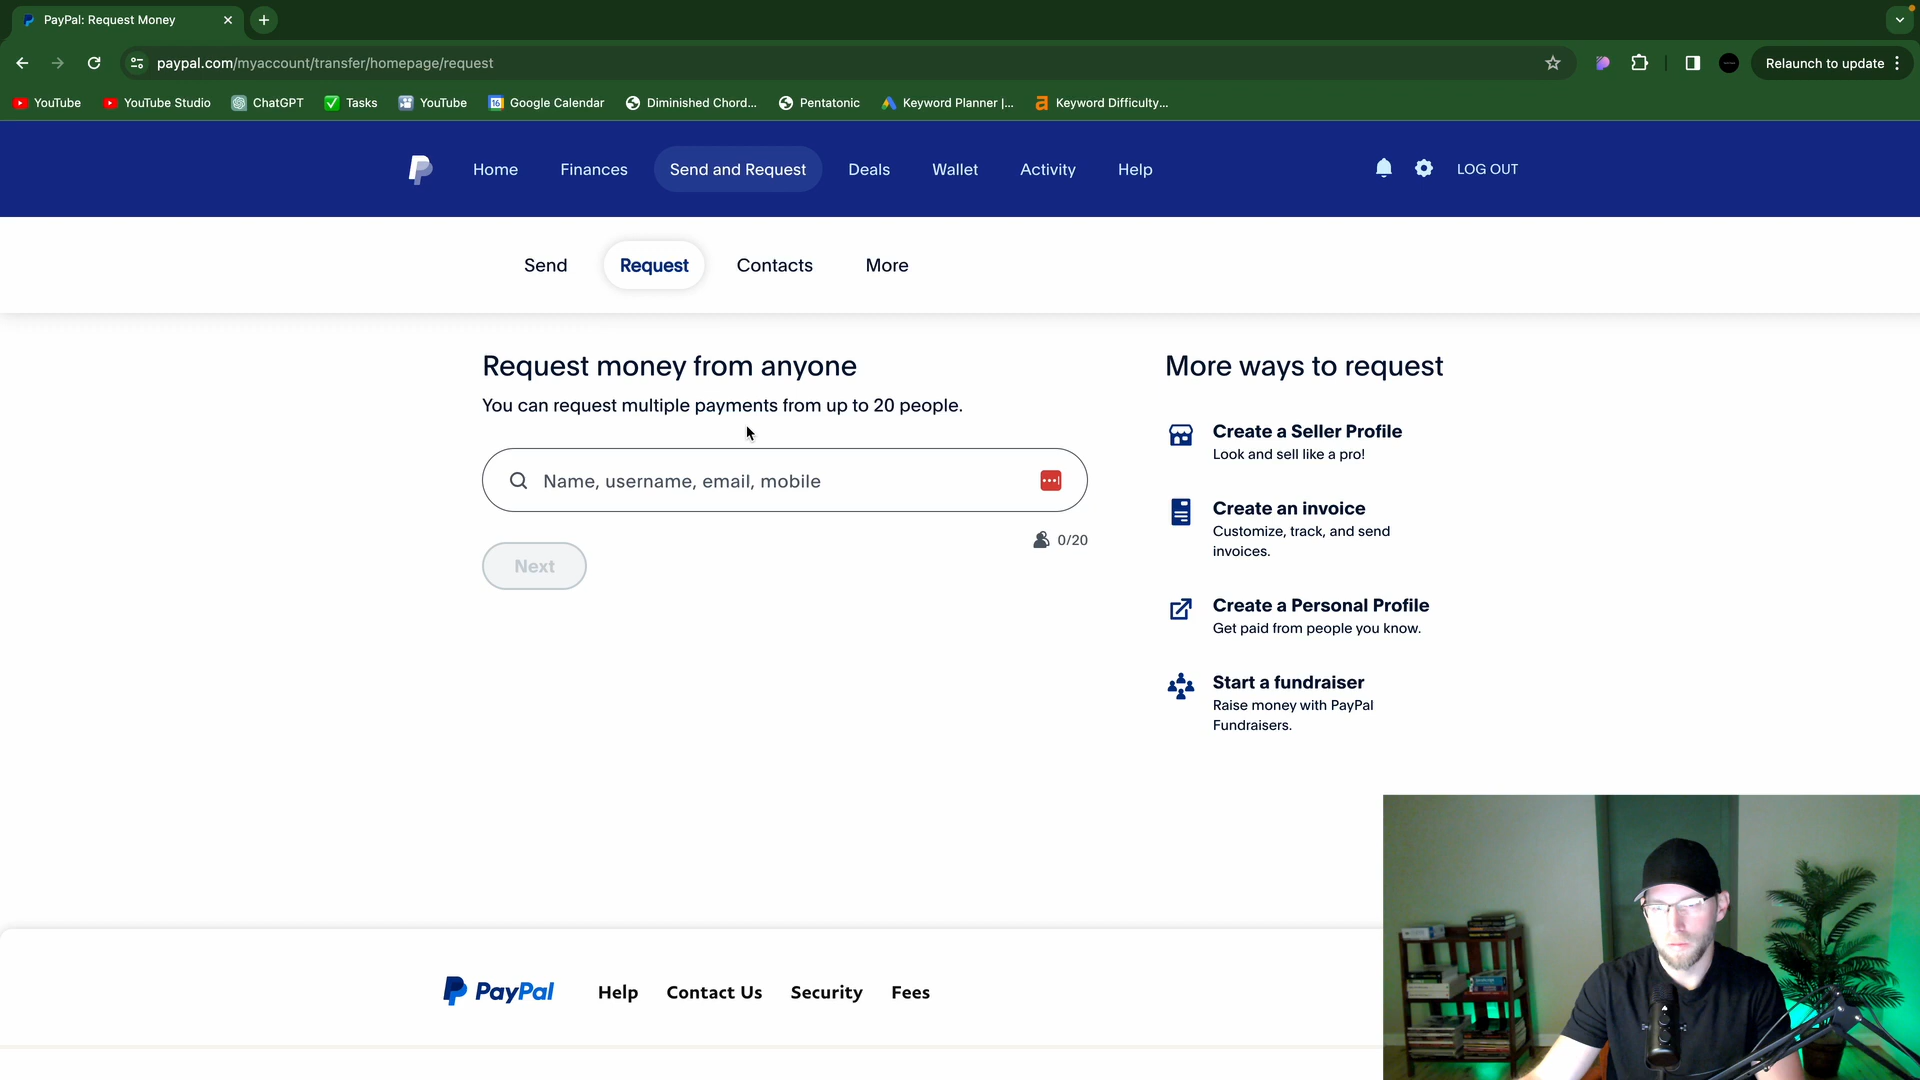 PayPal: Request Money
paypal.com/myaccount/transfer/homepage/request
Relaunch to update
YouTube
YouTube Studio
ChatGPT
Tasks
YouTube
16 Google Calendar
Diminished Chord...
Pentatonic
Keyword Planner |...
Keyword Difficulty...
Home
Finances
Send and Request
Deals
Wallet
Activity
Help
LOG OUT
Send
Request
Contacts
More
Request money from anyone
You can request multiple payments from up to 20 people.
Name, username, email, mobile
0/20
Next
More ways to request
Create a Seller Profile
Look and sell like a pro!
Create an invoice
Customize, track, and send
invoices.
Create a Personal Profile
Get paid from people you know.
Start a fundraiser
Raise money with PayPal
Fundraisers.
PayPal
Help
Contact Us
Security
Fees